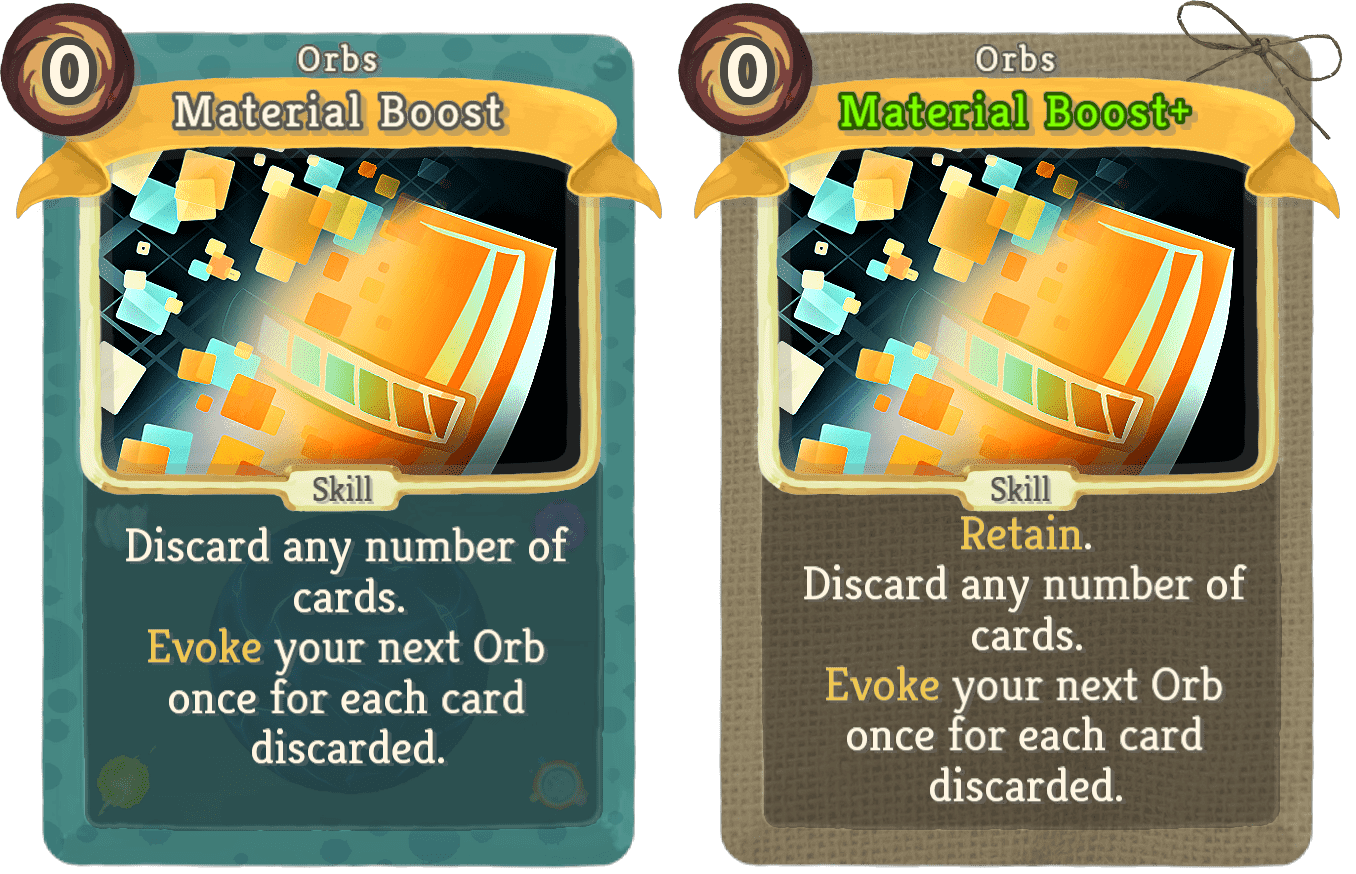 0
Orbs
Material Boost
Skill
Discard any number of
cards.
Evoke your next Orb
once for each card
discarded.
0
Orbs
Material Boost+
Skill
Retain.
Discard any number of
cards.
Evoke your next Orb
once for each card
discarded.